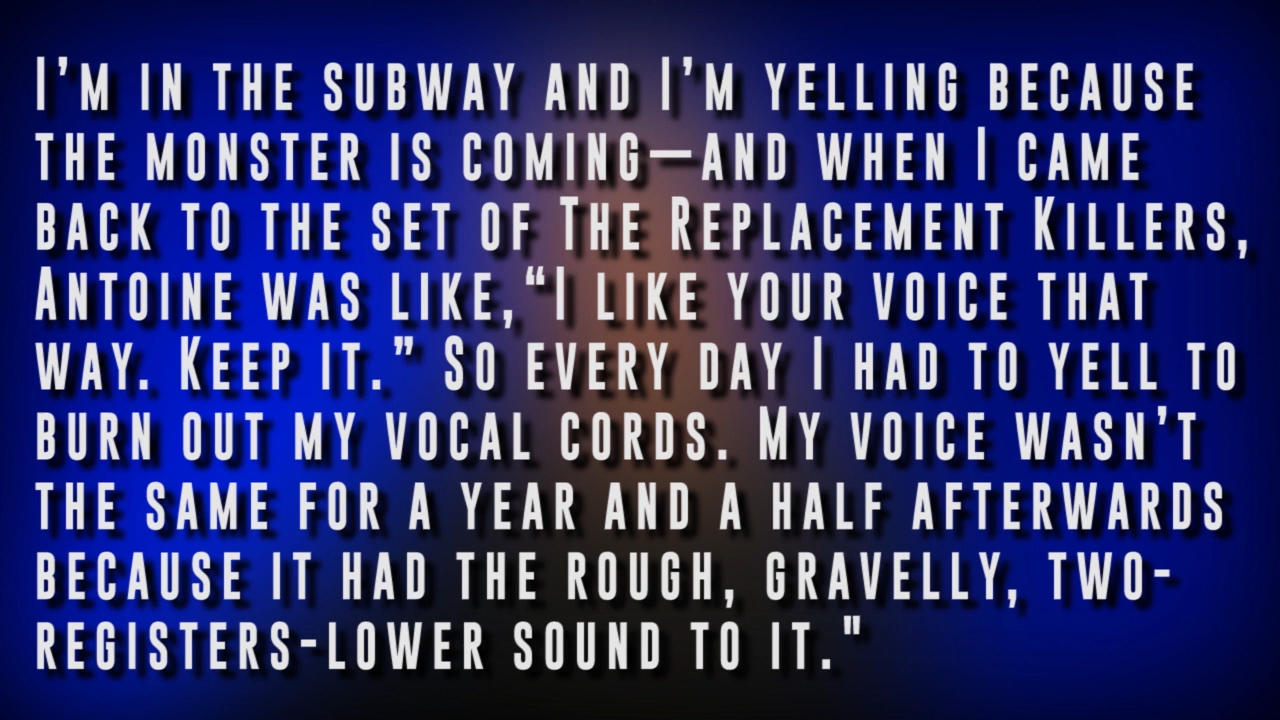 I’m in the subway and I’m yelling because
the monster is coming—and when I came
back to the set of The Replacement Killers,
Antoine was like, “I like your voice that
way. Keep it.” So every day I had to yell to
burn out my vocal cords. My voice wasn’t
the same for a year and a half afterwards
because it had the rough, gravelly, two-
registers-lower sound to it."